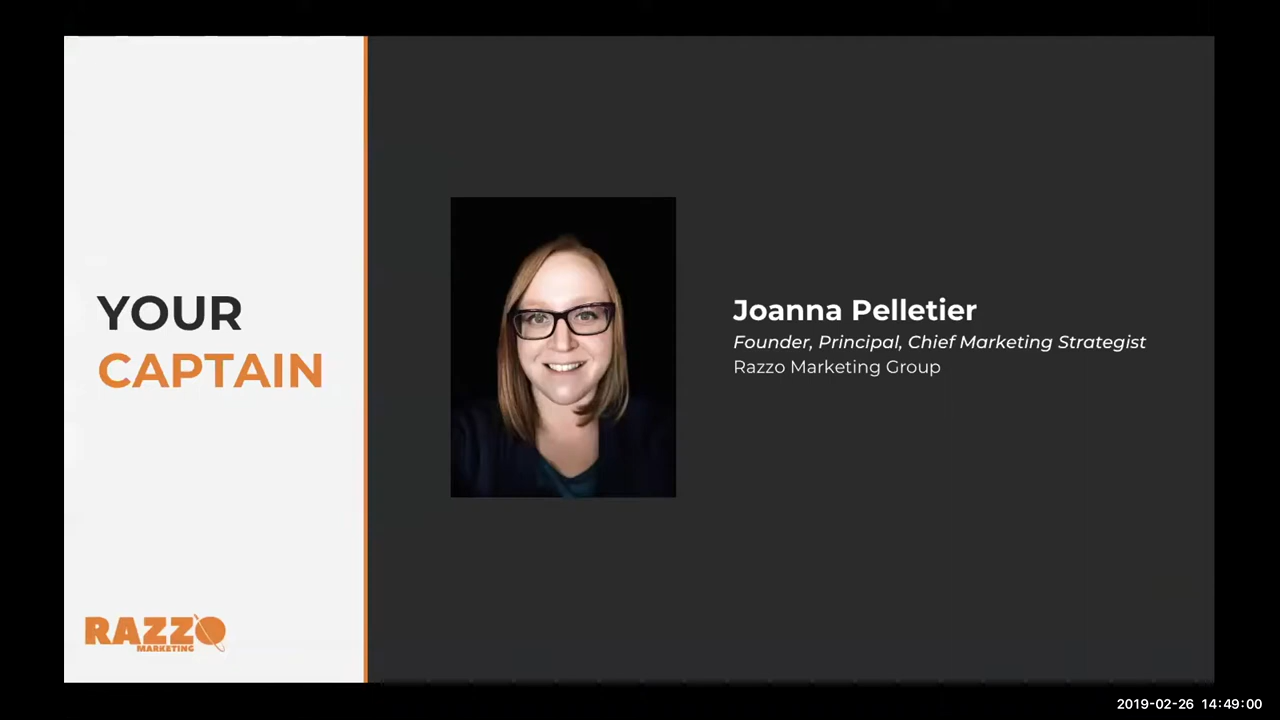 YOUR
CAPTAIN
Joanna Pelletier
Founder, Principal, Chief Marketing Strategist
Razzo Marketing Group
RAZZO
MARKETING
2019-02-26 14:49:00